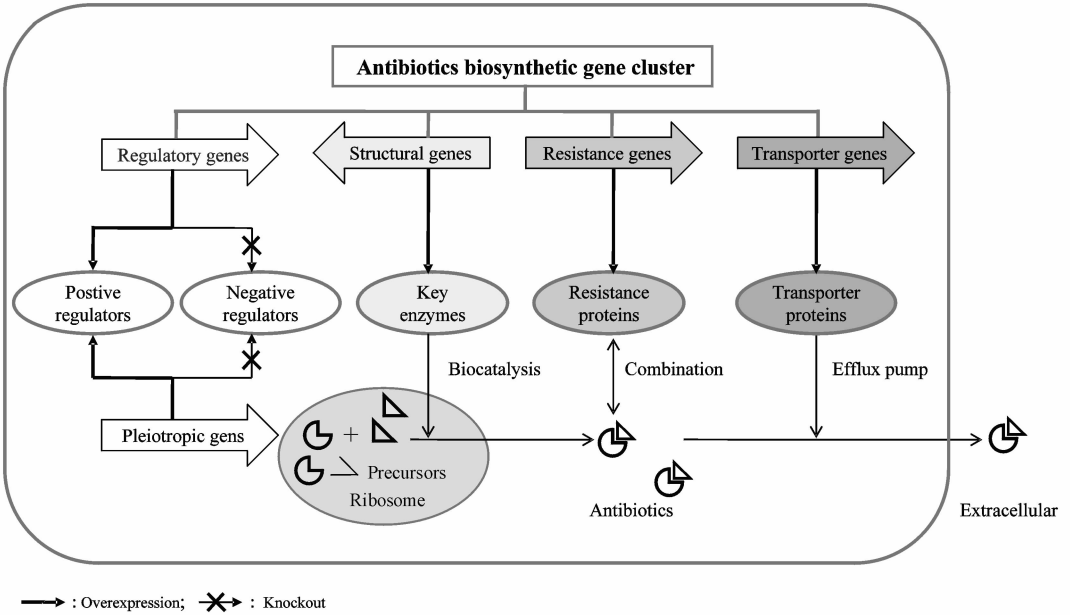 Antibiotics biosynthetic gene cluster
Regulatory genes
Structural genes
Resistance genes
Transporter genes
Postive
regulators
Negative
regulators
Key
enzymes
Resistance
proteins
Transporter
proteins
Biocatalysis
Combination
Efflux pump
Pleiotropic gens
+
Precursors
Ribosome
Antibiotics
Extracellular
: Overexpression;
: Knockout